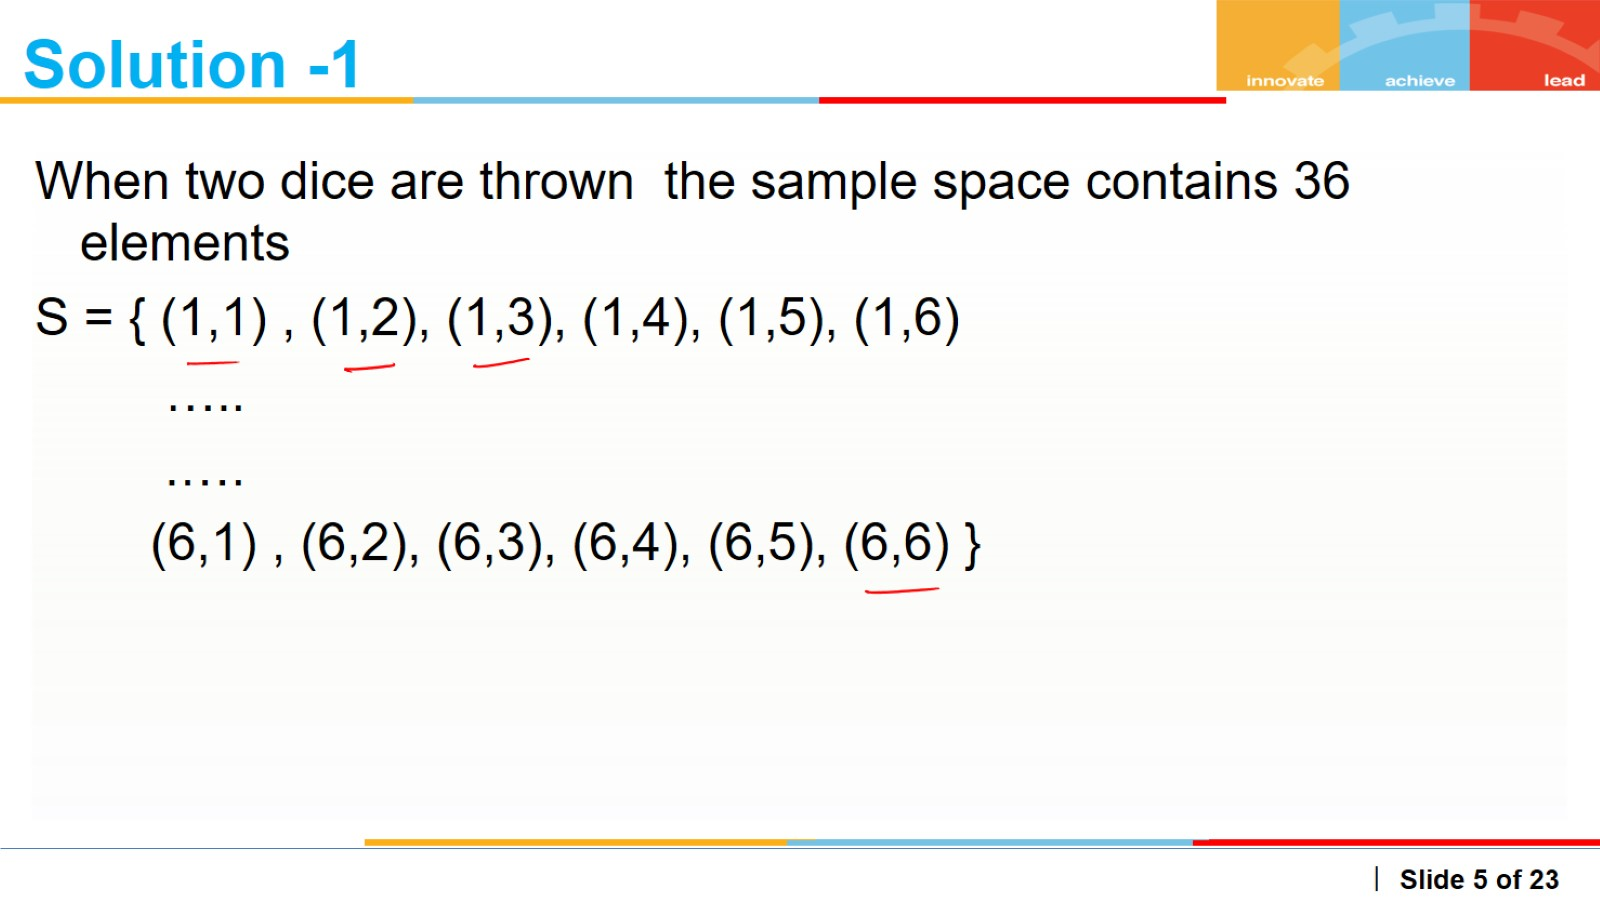 Solution -1
innovate achieve lead
When two dice are thrown the sample space contains 36
elements
S = { (1,1) , (1,2), (1,3), (1,4), (1,5), (1,6)
…..
…..
(6,1) , (6,2), (6,3), (6,4), (6,5), (6,6) }
| Slide 5 of 23